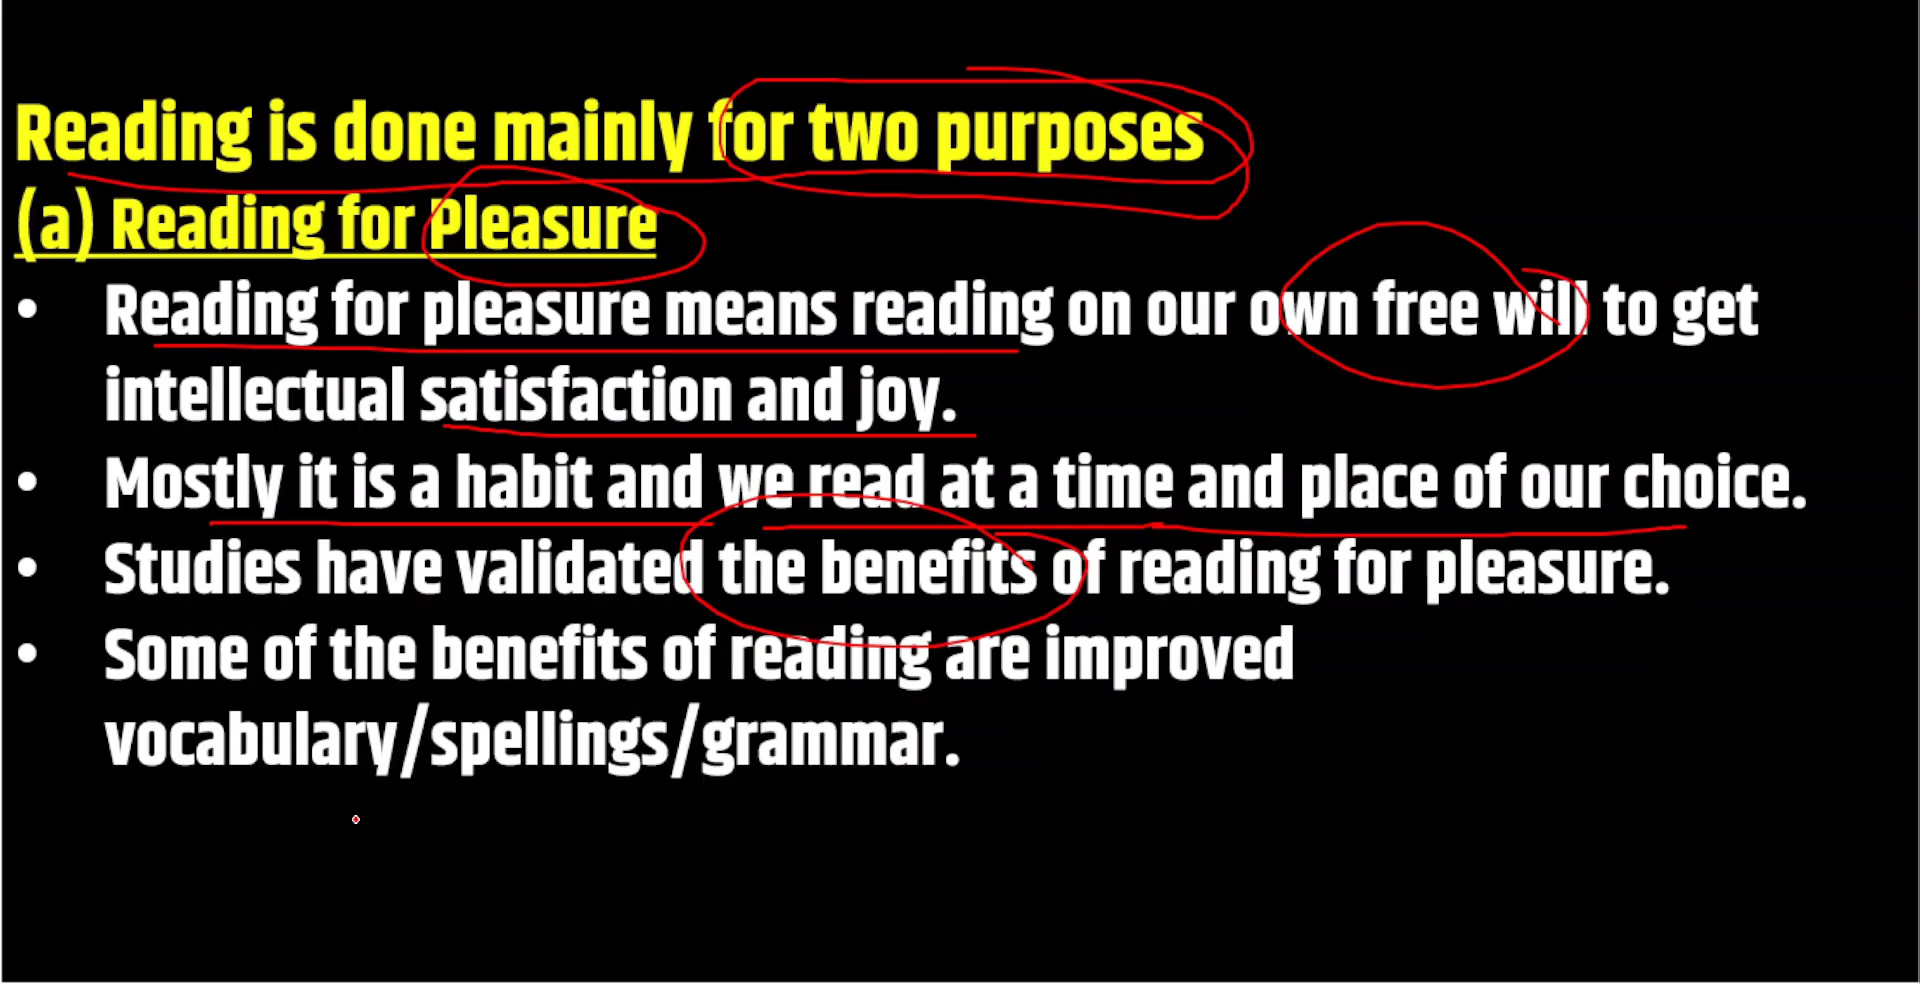 Reading is done mainly for two purposes
(a) Reading for Pleasure
• Reading for pleasure means reading on our own free will to get
intellectual satisfaction and joy.
• Mostly it is a habit and we read at a time and place of our choice.
• Studies have validated the benefits of reading for pleasure.
• Some of the benefits of reading are improved
vocabulary/spellings/grammar.